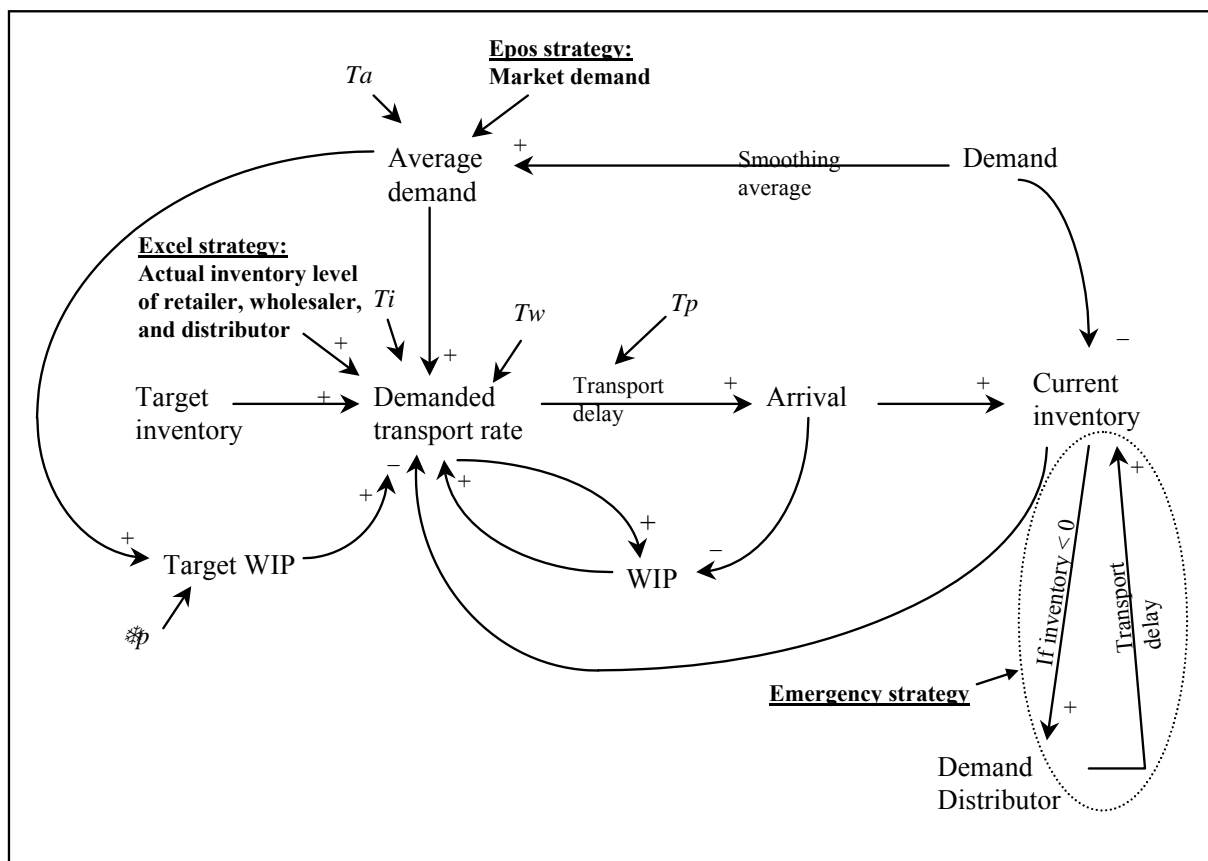 Epos strategy:
Market demand
Ta
+
Average
demand
Smoothing
average
Demand
Excel strategy:
Actual inventory level
of retailer, wholesaler,
and distributor
Ti
Tw
Tp
+
+
−
Target
inventory
+
Demanded
transport rate
Transport
delay
+
Arrival
+
Current
inventory
−
+
+
+
+
Target WIP
+
−
WIP
p
If inventory < 0
Transport
delay
+
Emergency strategy
+
Demand
Distributor